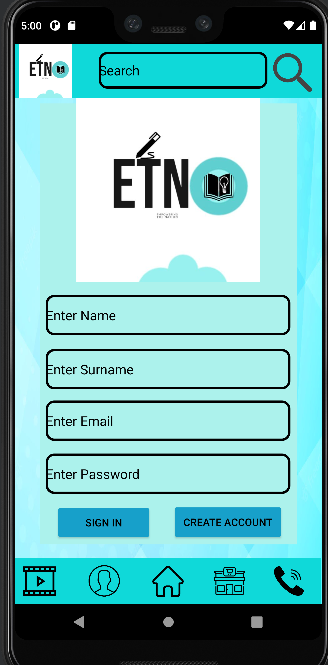 5:00
ETN
Search
ETN
Enter Name
Enter Surname
Enter Email
Enter Password
SIGN IN
CREATE ACCOUNT